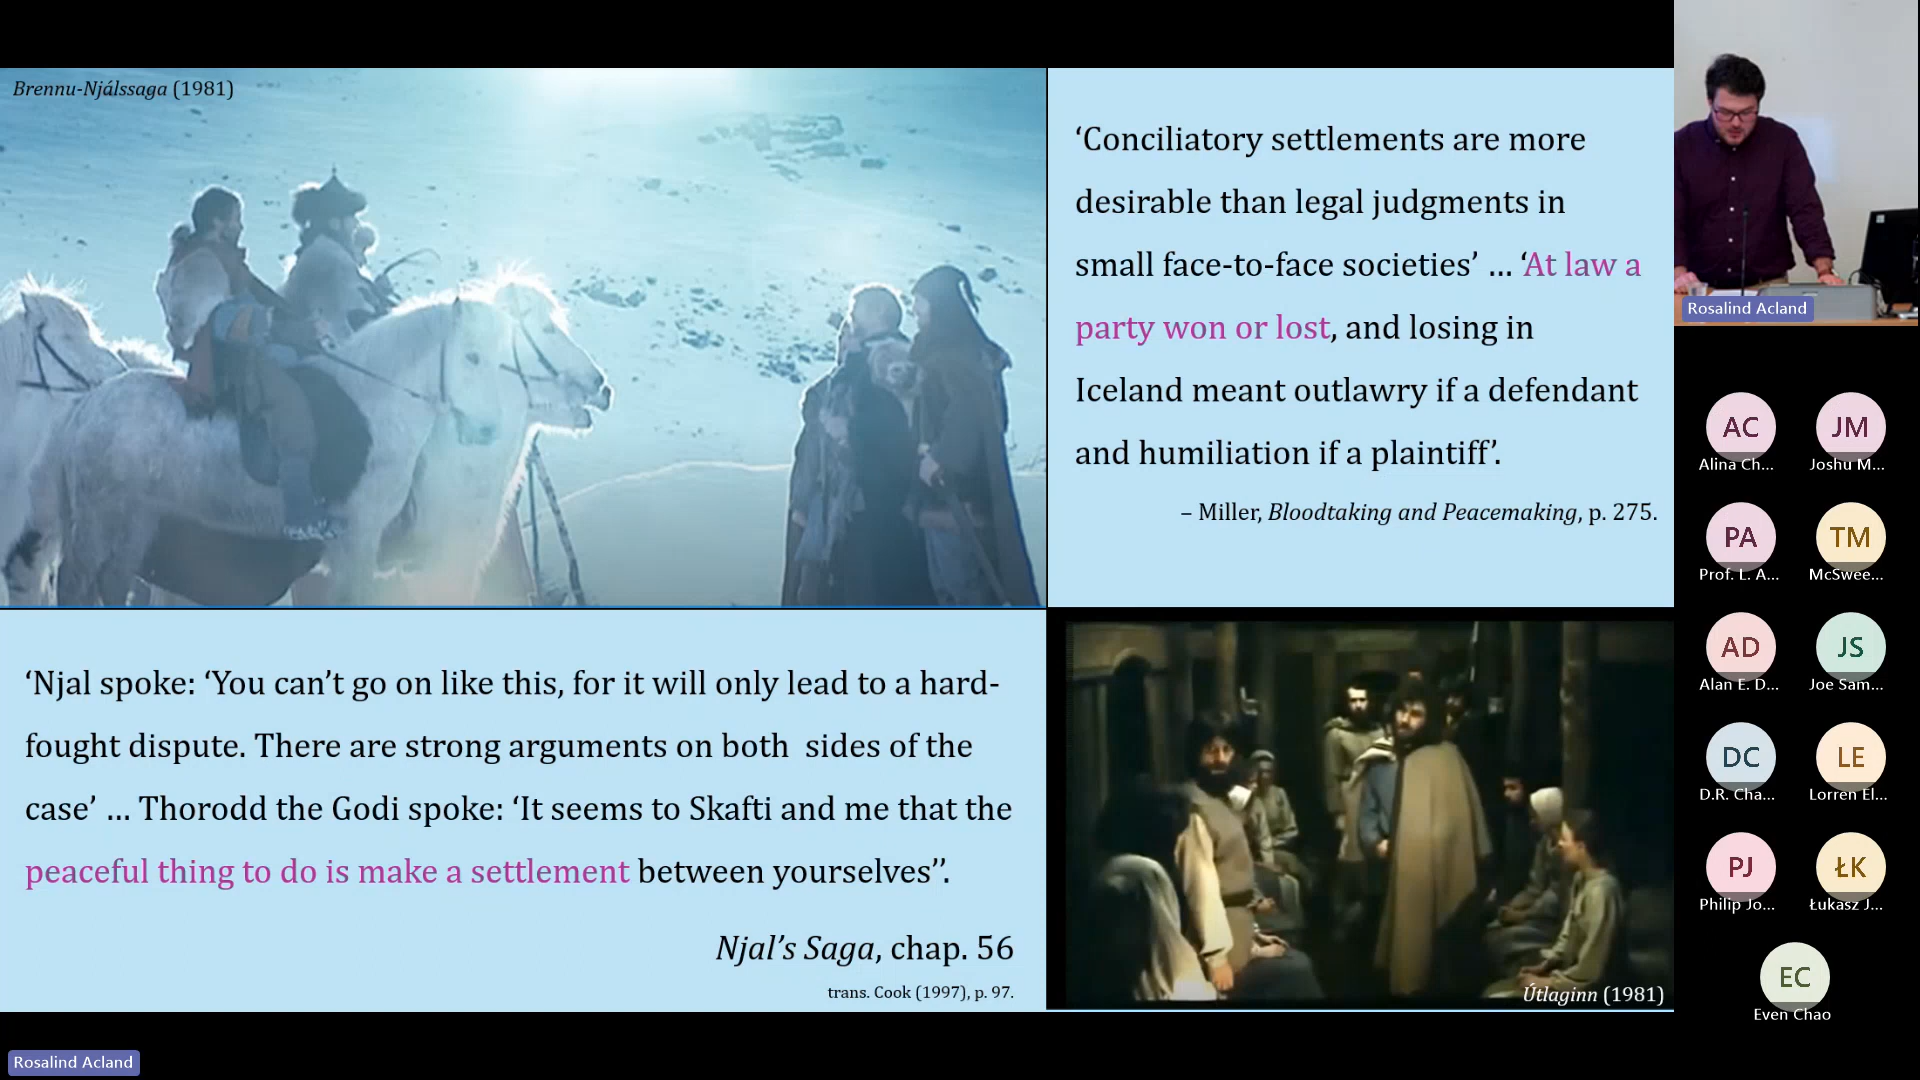 Brennu-Njálssaga (1981)
‘Conciliatory settlements are more
desirable than legal judgments in
small face-to-face societies’ ... ‘At law a
party won or lost, and losing in
Iceland meant outlawry if a defendant
and humiliation if a plaintiff’.
– Miller, Bloodtaking and Peacemaking, p. 275.
‘Njal spoke: ‘You can’t go on like this, for it will only lead to a hard-
fought dispute. There are strong arguments on both  sides of the
case’ ... Thorodd the Godi spoke: ‘It seems to Skafti and me that the
peaceful thing to do is make a settlement between yourselves’’.
Njal’s Saga, chap. 56
trans. Cook (1997), p. 97.
Útlaginn (1981)
Rosalind Acland
Rosalind Acland
AC
Alina Ch...
JM
Joshu M...
PA
Prof. L. A...
TM
McSwee...
AD
Alan E. D...
JS
Joe Sam...
DC
D.R. Cha...
LE
Lorren El...
PJ
Philip Jo...
ŁK
Łukasz J...
EC
Even Chao